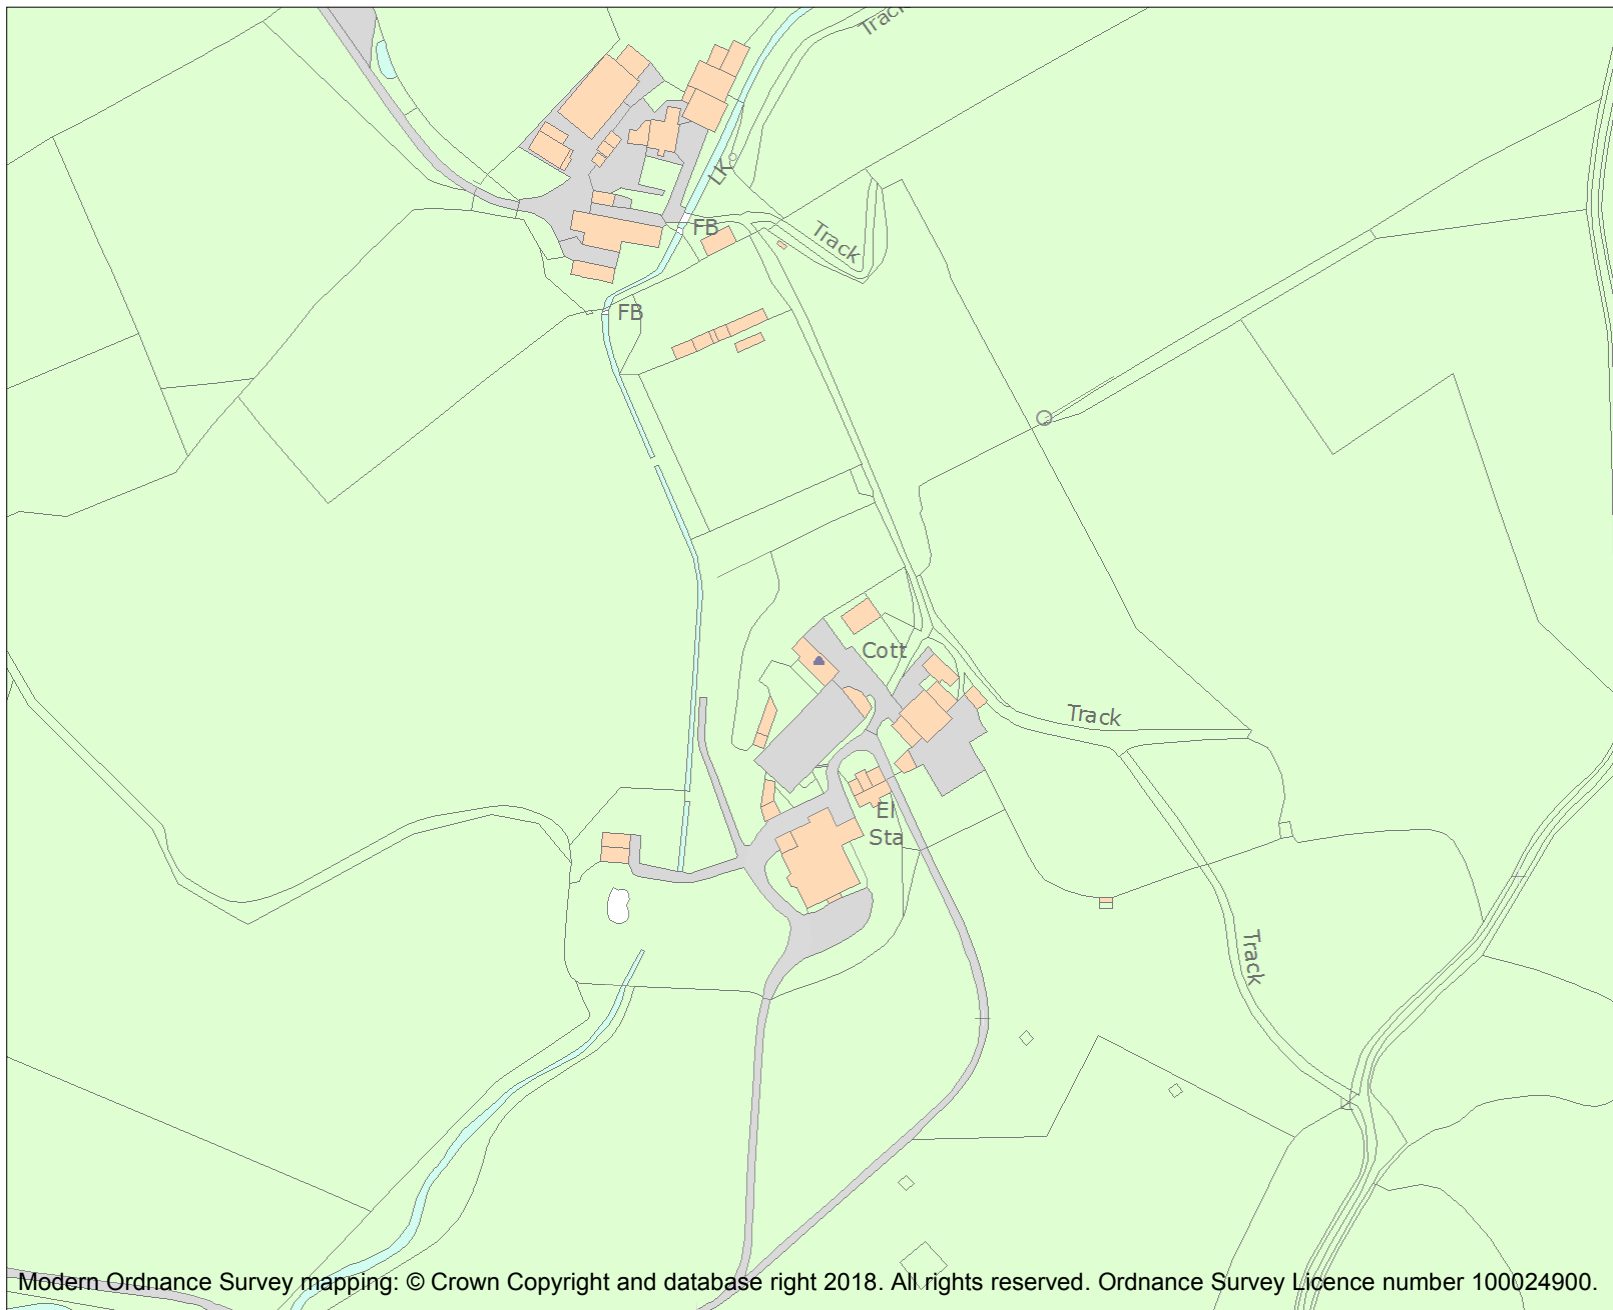 Track
LK
FB
Track
FB
Cott
Track
El
Sta
Track
Modern Ordnance Survey mapping: © Crown Copyright and database right 2018. All rights reserved. Ordnance Survey Licence number 100024900.